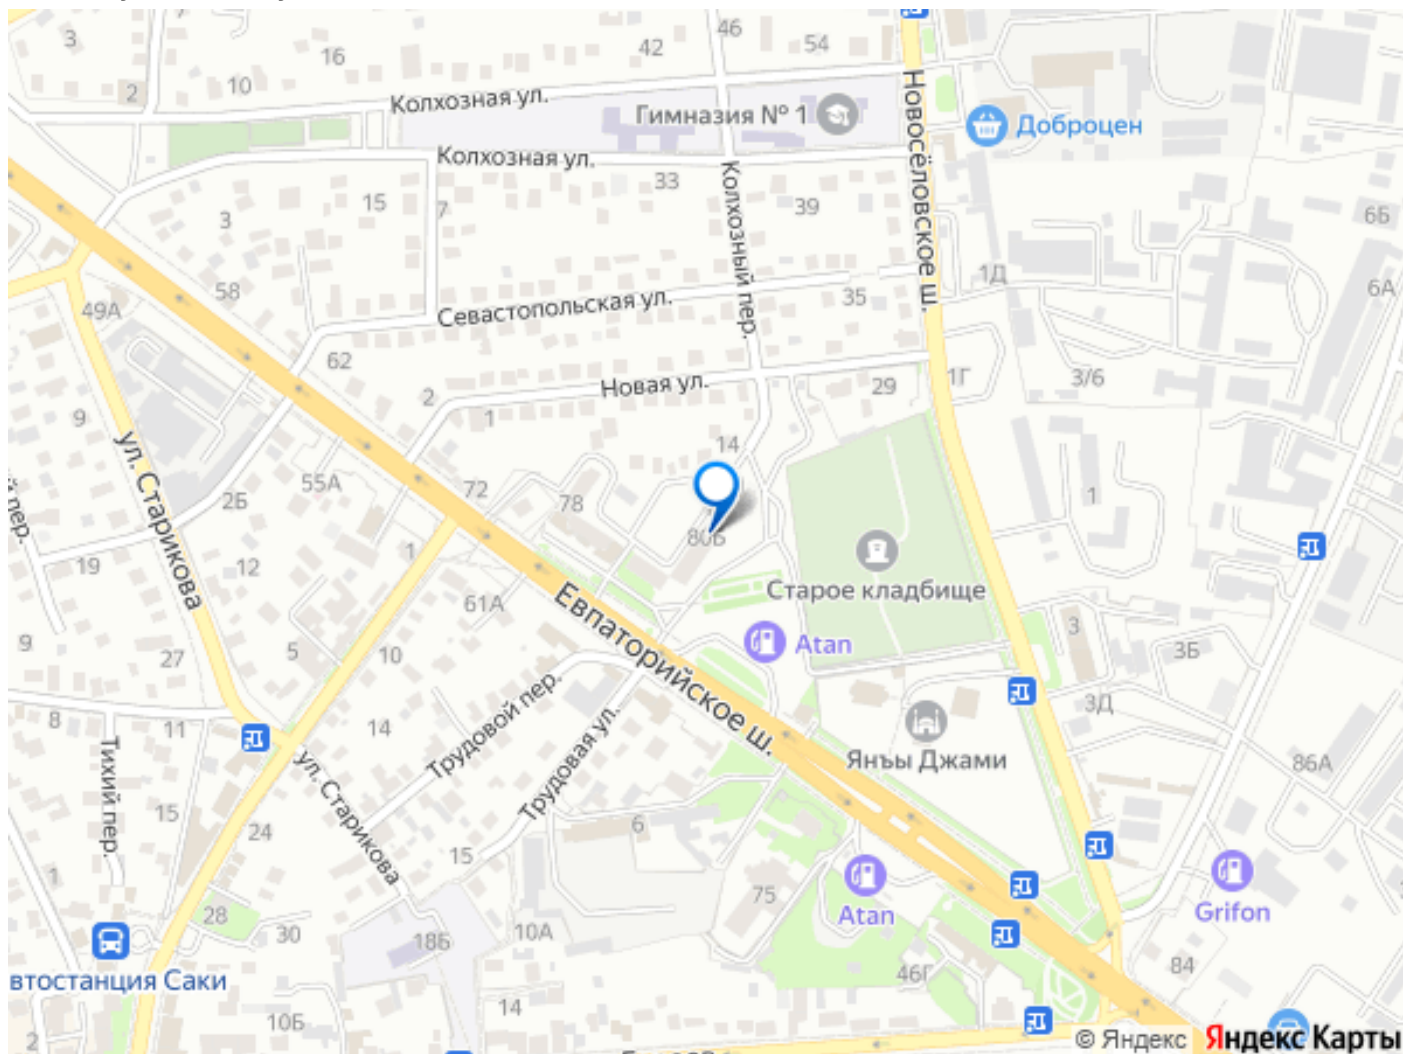 46
54
3
16
42
10
2
Колхозная ул.
Гимназия № 1
Новосёловское ш.
Доброцен
Колхозная ул.
Колхозный пер.
33
15
7
39
3
6Б
1Д
58
35
6А
49А
Севастопольская ул.
62
Новая ул.
29
1Г
3/6
2
1
9
14
ул. Старикова
55А
72
78
2Б
1
80Б
й пер.
1
19
12
Старое кладбище
61А
Евпаторийское ш.
Atan
3
3Б
9
27
5
10
3Д
8
11
14
Трудовой пер.
Янъы Джами
86А
Тихий пер.
ул. Старикова
Трудовая ул.
15
24
6
15
1
75
Atan
Grifon
28
30
18Б
10А
втостанция Саки
46Г
84
14
10Б
2
© Яндекс Яндекс Карты